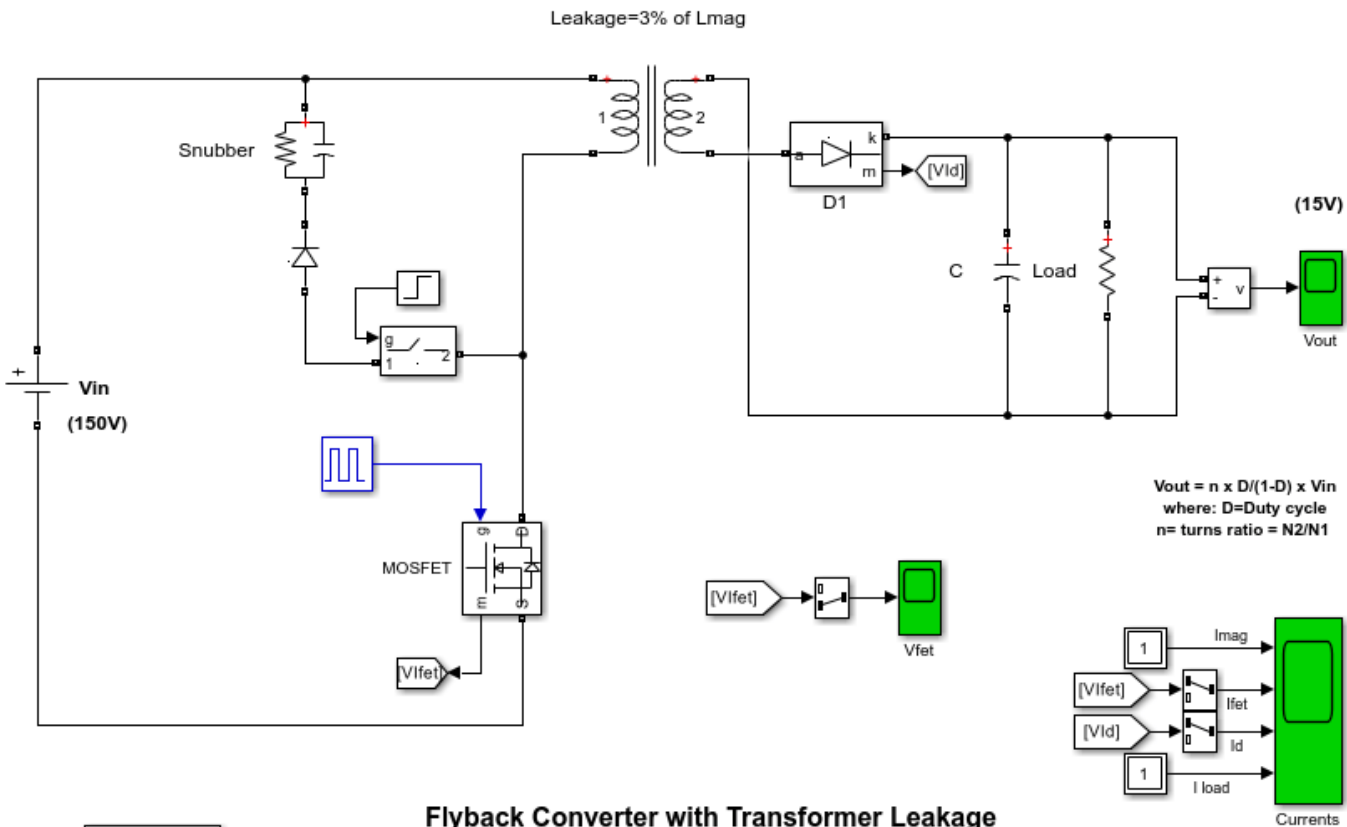 Leakage=3% of Lmag
1
2
Snubber
a
k
m
[VId]
D1
(15V)
C
Load
+
-
v
Vout
g
1
2
+
Vin
(150V)
g
D
MOSFET
m
S
[VIfet]
Vout = n x D/(1-D) x Vin
where: D=Duty cycle
n= turns ratio = N2/N1
[VIfet]
Vfet
1
Imag
[VIfet]
Ifet
[VId]
Id
1
I load
Currents
Flyback Converter with Transformer Leakage